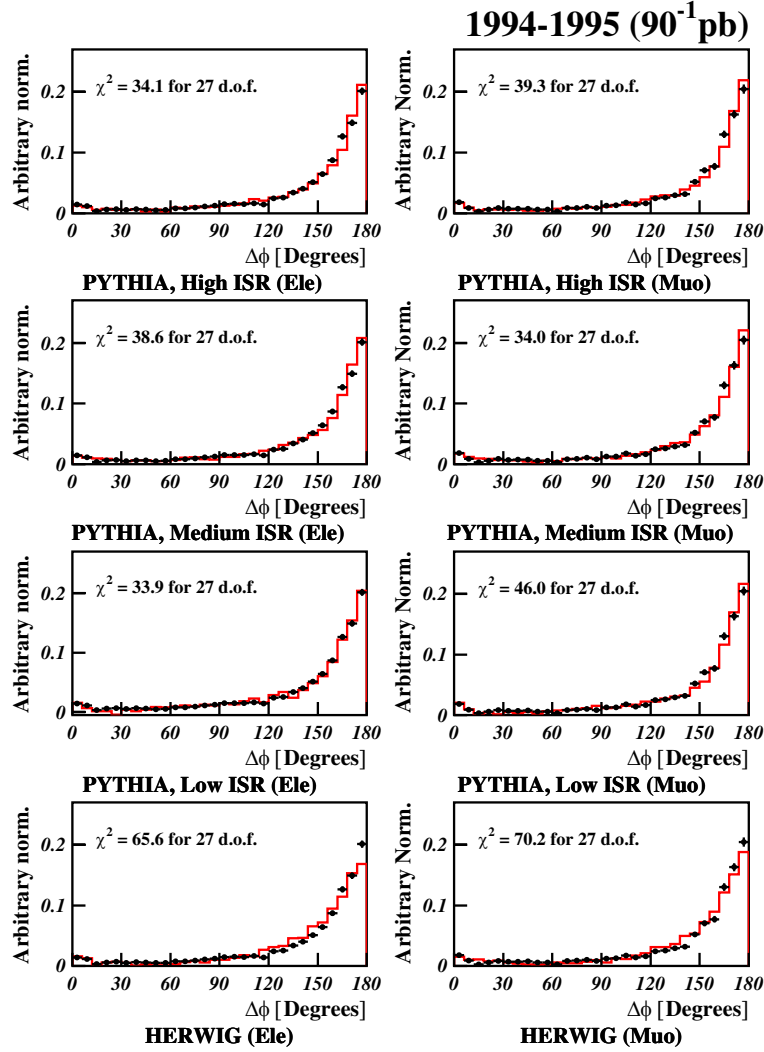 1994-1995 (90⁻¹pb)
Arbitrary norm.
χ² = 34.1 for 27 d.o.f.
0.2
0.1
0
0 30 60 90 120 150 180
Δϕ [Degrees]
PYTHIA, High ISR (Ele)
Arbitrary Norm.
χ² = 39.3 for 27 d.o.f.
0.2
0.1
0
0 30 60 90 120 150 180
Δϕ [Degrees]
PYTHIA, High ISR (Muo)
Arbitrary norm.
χ² = 38.6 for 27 d.o.f.
0.2
0.1
0
0 30 60 90 120 150 180
Δϕ [Degrees]
PYTHIA, Medium ISR (Ele)
Arbitrary Norm.
χ² = 34.0 for 27 d.o.f.
0.2
0.1
0
0 30 60 90 120 150 180
Δϕ [Degrees]
PYTHIA, Medium ISR (Muo)
Arbitrary norm.
χ² = 33.9 for 27 d.o.f.
0.2
0.1
0
0 30 60 90 120 150 180
Δϕ [Degrees]
PYTHIA, Low ISR (Ele)
Arbitrary Norm.
χ² = 46.0 for 27 d.o.f.
0.2
0.1
0
0 30 60 90 120 150 180
Δϕ [Degrees]
PYTHIA, Low ISR (Muo)
Arbitrary norm.
χ² = 65.6 for 27 d.o.f.
0.2
0.1
0
0 30 60 90 120 150 180
Δϕ [Degrees]
HERWIG (Ele)
Arbitrary Norm.
χ² = 70.2 for 27 d.o.f.
0.2
0.1
0
0 30 60 90 120 150 180
Δϕ [Degrees]
HERWIG (Muo)